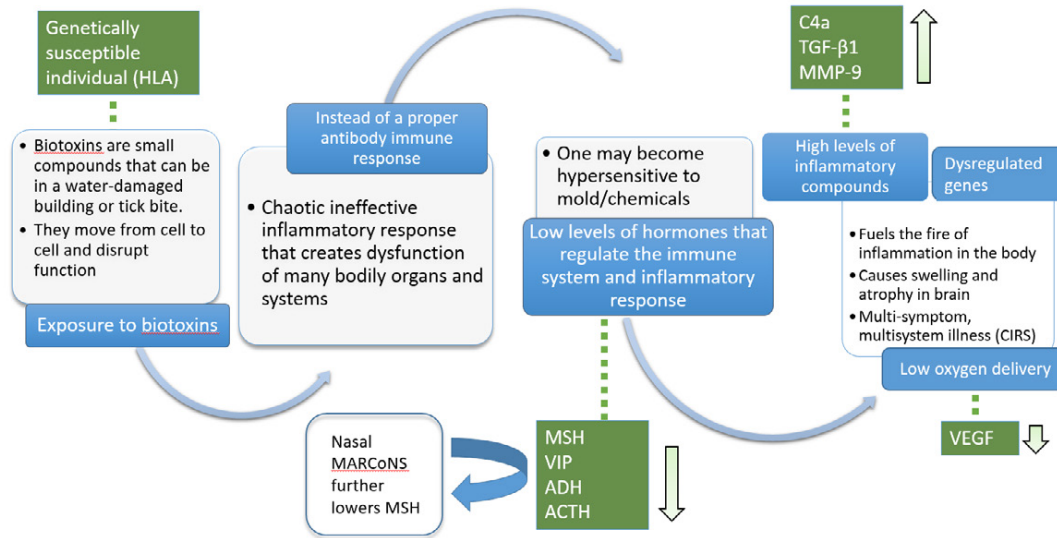 Genetically
susceptible
individual (HLA)
• Biotoxins are small
compounds that can be
in a water-damaged
building or tick bite.
• They move from cell to
cell and disrupt
function
Exposure to biotoxins
Instead of a proper
antibody immune
response
• Chaotic ineffective
inflammatory response
that creates dysfunction
of many bodily organs and
systems
• One may become
hypersensitive to
mold/chemicals
Low levels of hormones that
regulate the immune
system and inflammatory
response
Nasal
MARCoNS
further
lowers MSH
MSH
VIP
ADH
ACTH
C4a
TGF-β1
MMP-9
High levels of
inflammatory
compounds
Dysregulated
genes
• Fuels the fire of
inflammation in the body
• Causes swelling and
atrophy in brain
• Multi-symptom,
multisystem illness (CIRS)
Low oxygen delivery
VEGF